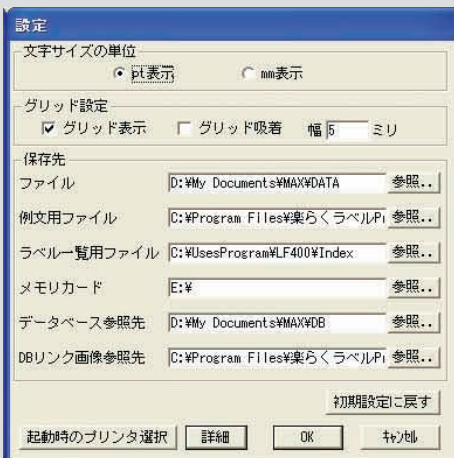 設定
文字サイズの単位
pt表示 mm表示
グリッド設定
グリッド表示 グリッド吸着 幅 5 ミリ
保存先
ファイル D:¥My Documents¥MAX¥DATA 参照..
例文用ファイル C:¥Program Files¥楽らくラベルPr 参照..
ラベル一覧用ファイル C:¥UsesProgram¥LF400¥Index 参照..
メモリカード E:¥ 参照..
データベース参照先 D:¥My Documents¥MAX¥DB 参照..
DBリンク画像参照先 C:¥Program Files¥楽らくラベルPr 参照..
初期設定に戻す
起動時のプリンタ選択 詳細 OK キャンセル